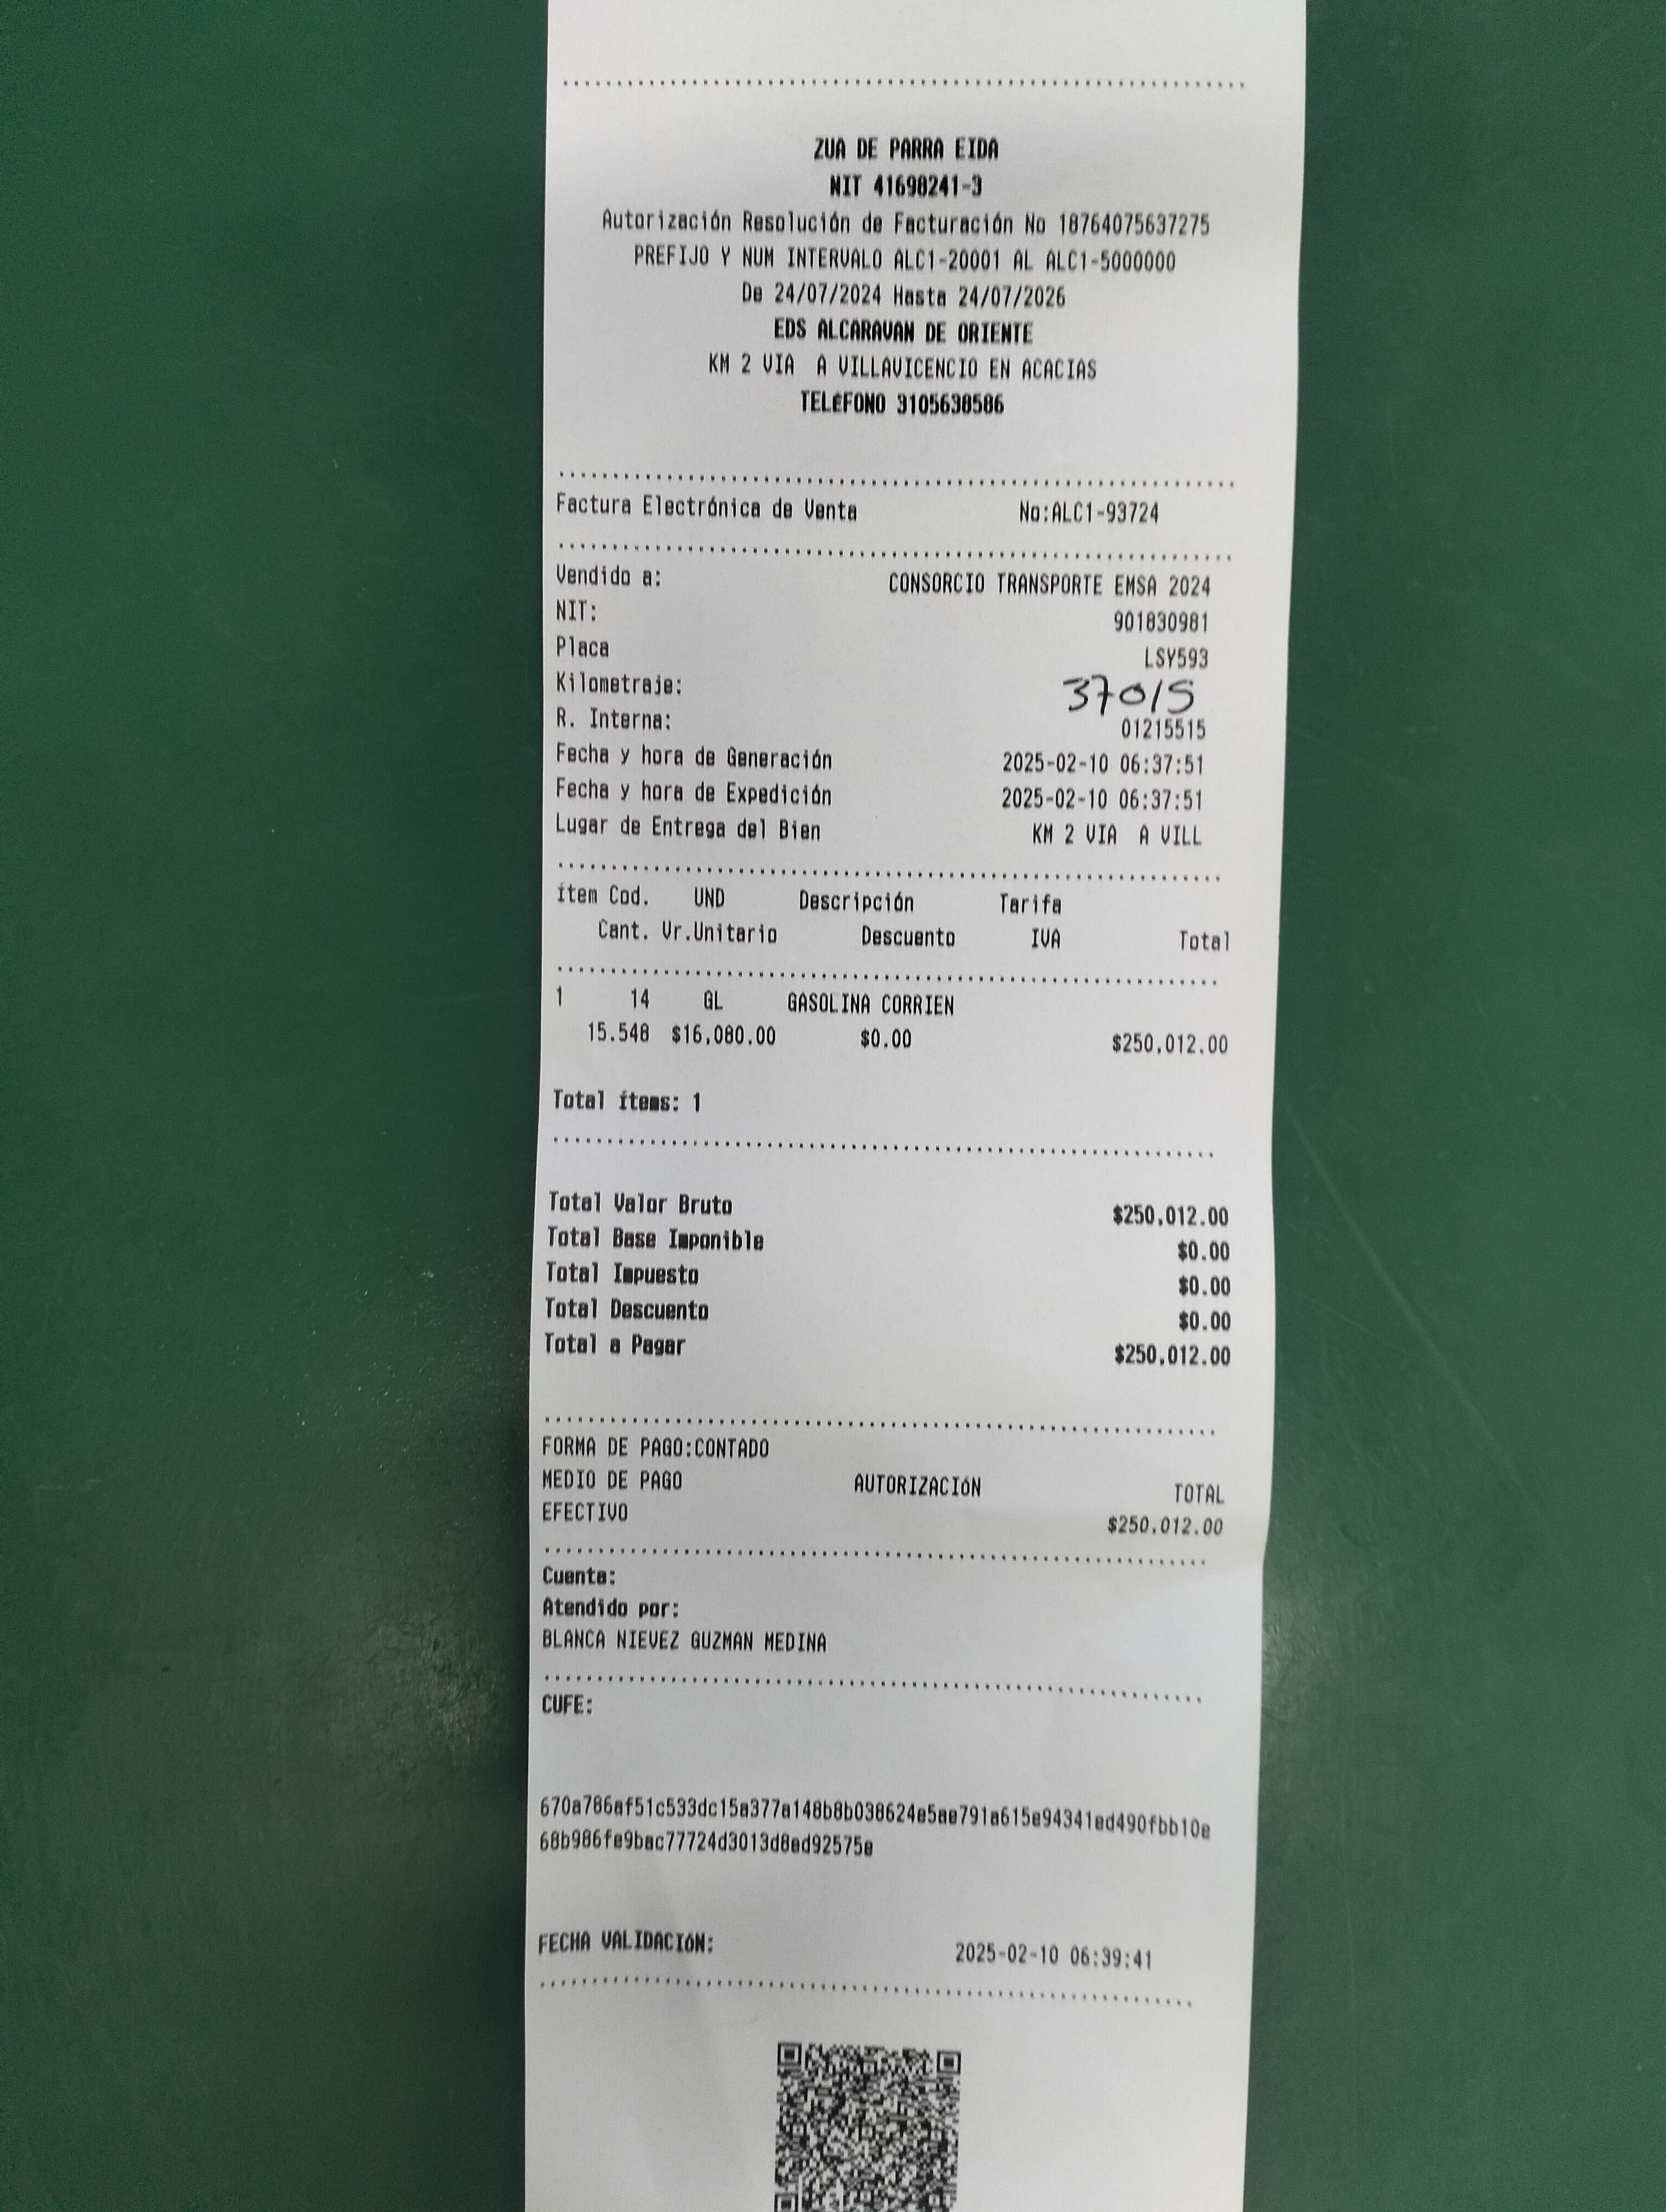 ZUA DE PARRA EIDA
NIT 41690241-3
Autorización Resolución de Facturación No 18764075637275
PREFIJO Y NUM INTERVALO ALC1-20001 AL ALC1-5000000
De 24/07/2024 Hasta 24/07/2026
EDS ALCARAVAN DE ORIENTE
KM 2 VIA A VILLAVICENCIO EN ACACIAS
TELÉFONO 3105638586
Factura Electrónica de Venta No:ALC1-93724
Vendido a: CONSORCIO TRANSPORTE EMSA 2024
NIT: 901830981
Placa LSY593
Kilometraje: 37015
R. Interna: 01215515
Fecha y hora de Generación 2025-02-10 06:37:51
Fecha y hora de Expedición 2025-02-10 06:37:51
Lugar de Entrega del Bien KM 2 VIA A VILL
ítem Cod. UND Descripción Tarifa
Cant. Vr.Unitario Descuento IVA Total
1 14 GL GASOLINA CORRIEN
15.548 $16,080.00 $0.00 $250,012.00
Total ítems: 1
Total Valor Bruto $250,012.00
Total Base Imponible $0.00
Total Impuesto $0.00
Total Descuento $0.00
Total a Pagar $250,012.00
FORMA DE PAGO:CONTADO
MEDIO DE PAGO AUTORIZACIÓN TOTAL
EFECTIVO $250,012.00
Cuenta:
Atendido por:
BLANCA NIEVEZ GUZMAN MEDINA
CUFE:
670a786af51c533dc15a377a148b8b038624e5ae791a615e94341ed490fbb10e
68b986fe9bac77724d3013d8ed92575e
FECHA VALIDACIÓN: 2025-02-10 06:39:41